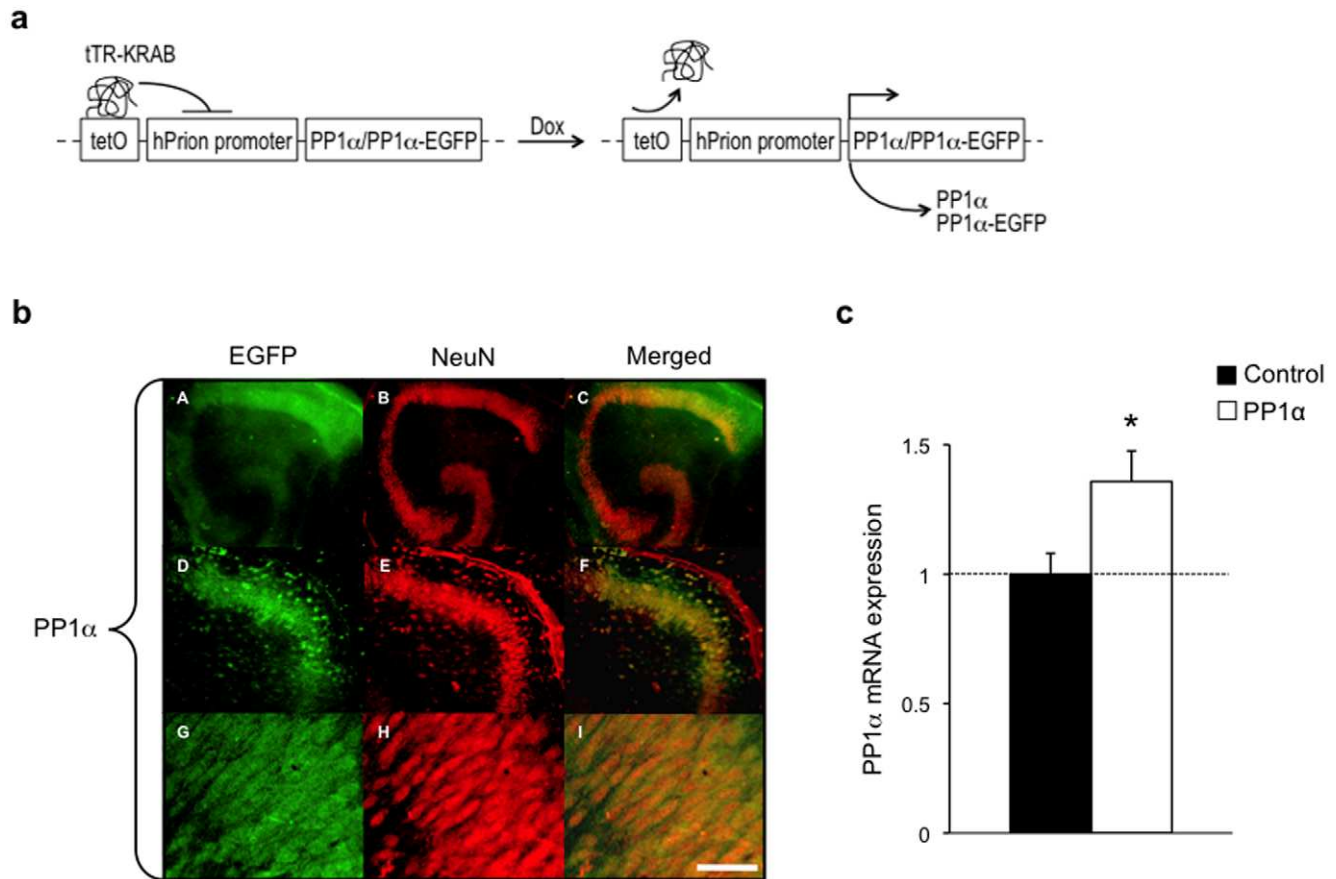 a
tTR-KRAB
tetO hPrion promoter PP1α/PP1α-EGFP
Dox
tetO hPrion promoter PP1α/PP1α-EGFP
PP1α
PP1α-EGFP
b
EGFP NeuN Merged
PP1α
A B C
D E F
G H I
c
Control
PP1α
*
PP1α mRNA expression
1.5
1
0.5
0